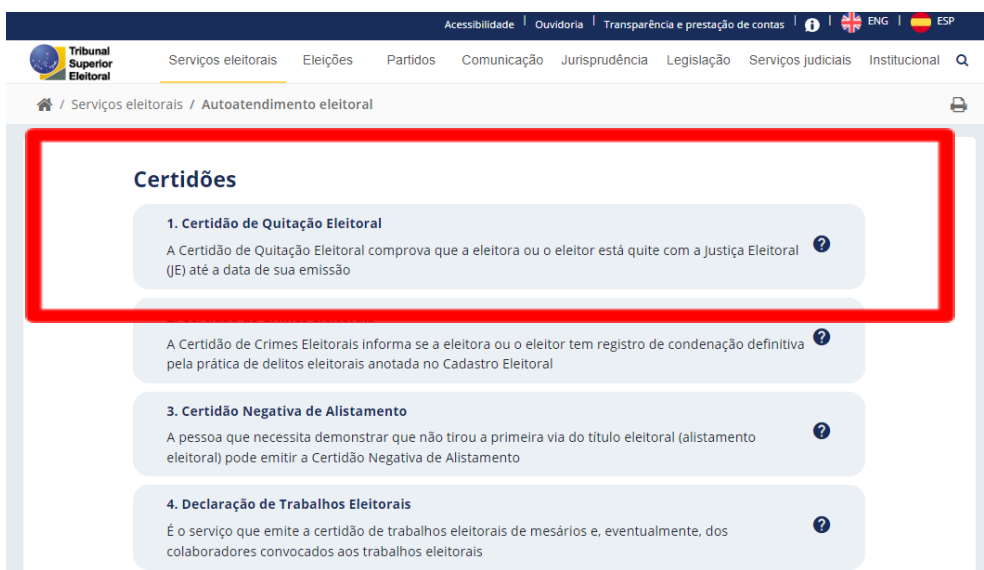 Acessibilidade | Ouvidoria | Transparência e prestação de contas | | ENG | ESP
Tribunal
Superior
Eleitoral
Serviços eleitorais Eleições Partidos Comunicação Jurisprudência Legislação Serviços judiciais Institucional
/ Serviços eleitorais / Autoatendimento eleitoral
Certidões
1. Certidão de Quitação Eleitoral
A Certidão de Quitação Eleitoral comprova que a eleitora ou o eleitor está quite com a Justiça Eleitoral
(JE) até a data de sua emissão
A Certidão de Crimes Eleitorais informa se a eleitora ou o eleitor tem registro de condenação definitiva
pela prática de delitos eleitorais anotada no Cadastro Eleitoral
3. Certidão Negativa de Alistamento
A pessoa que necessita demonstrar que não tirou a primeira via do título eleitoral (alistamento
eleitoral) pode emitir a Certidão Negativa de Alistamento
4. Declaração de Trabalhos Eleitorais
É o serviço que emite a certidão de trabalhos eleitorais de mesários e, eventualmente, dos
colaboradores convocados aos trabalhos eleitorais